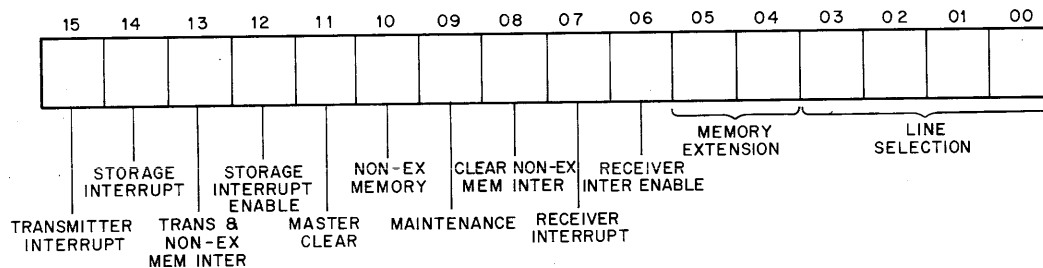 15 14 13 12 11 10 09 08 07 06 05 04 03 02 01 00
MEMORY
EXTENSION
LINE
SELECTION
STORAGE
INTERRUPT
STORAGE
INTERRUPT
ENABLE
NON-EX
MEMORY
CLEAR NON-EX
MEM INTER
RECEIVER
INTER ENABLE
TRANSMITTER
INTERRUPT
TRANS &
NON-EX
MEM INTER
MASTER
CLEAR
MAINTENANCE
RECEIVER
INTERRUPT